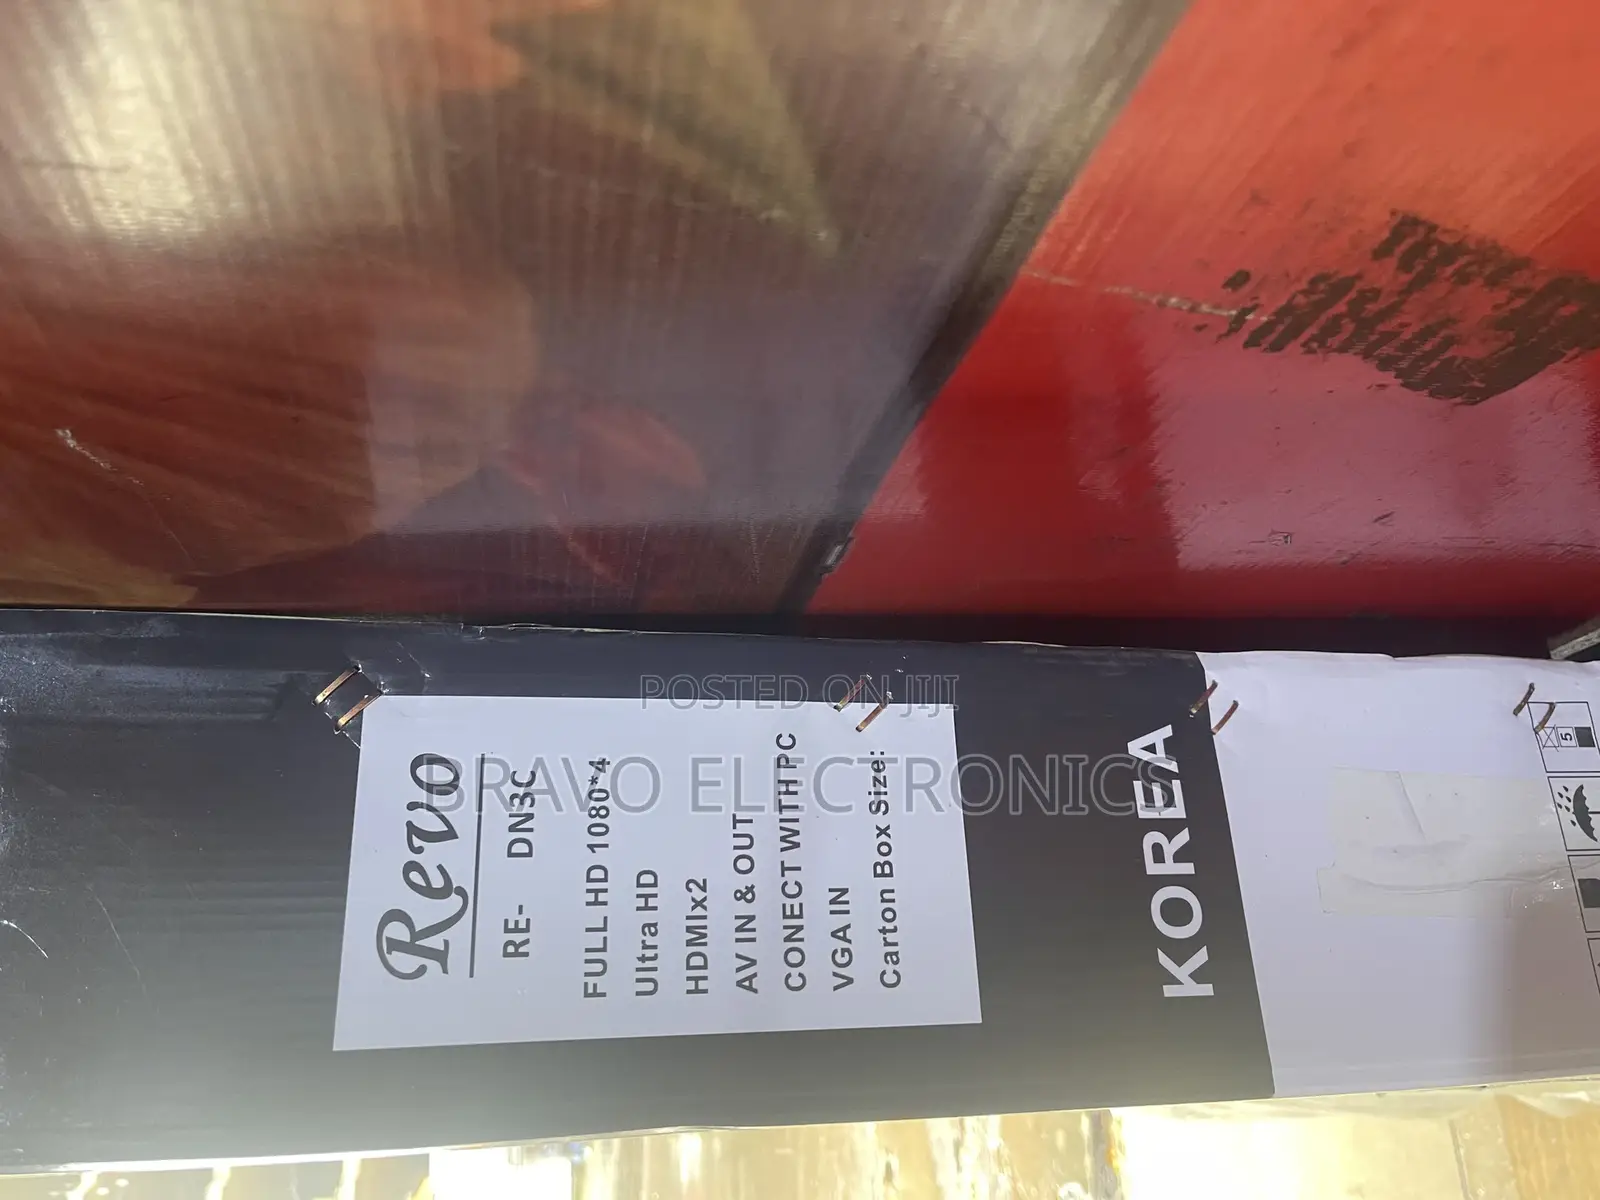 Revo
RE- DN3C
FULL HD 1080*4
Ultra HD
HDMIx2
AV IN & OUT
CONECT WITH PC
VGA IN
Carton Box Size:
KOREA
5
POSTED ON JIJI
BRAVO ELECTRONICS